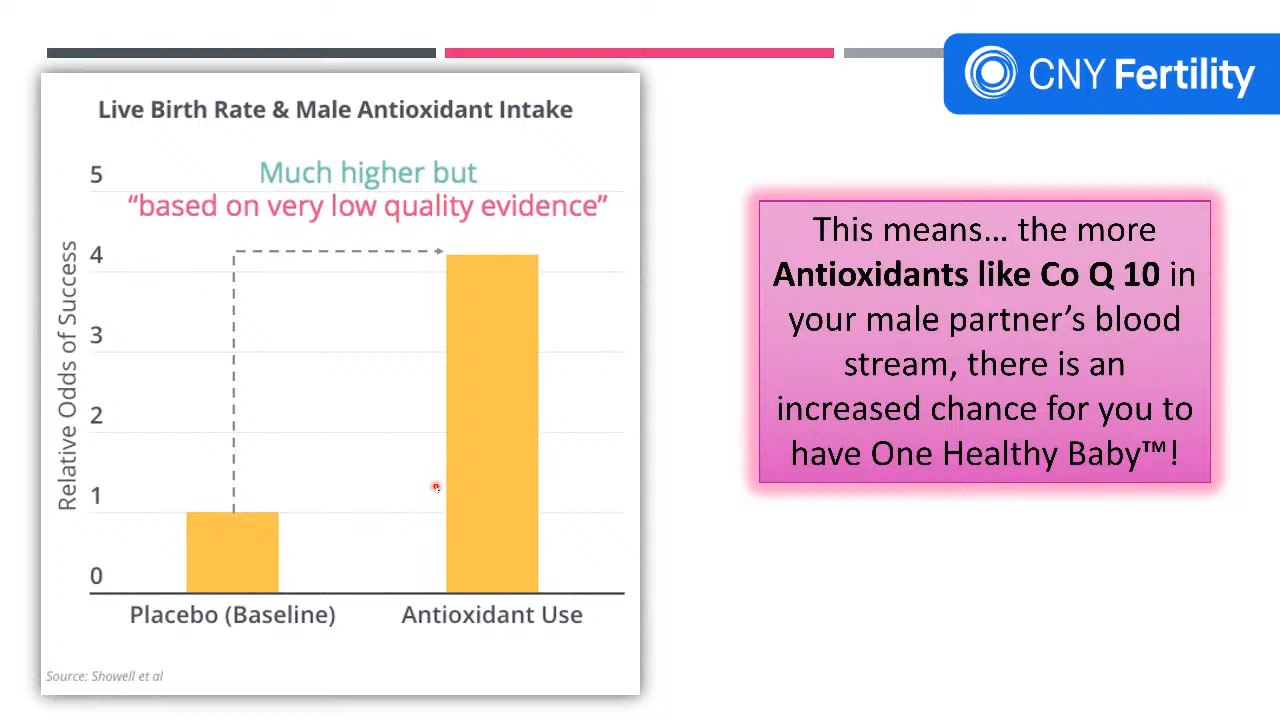 CNY Fertility
Live Birth Rate & Male Antioxidant Intake
Much higher but
“based on very low quality evidence”
5
4
3
2
1
0
Relative Odds of Success
Placebo (Baseline)
Antioxidant Use
Source: Showell et al
This means… the more
Antioxidants like Co Q 10 in
your male partner’s blood
stream, there is an
increased chance for you to
have One Healthy Baby™!